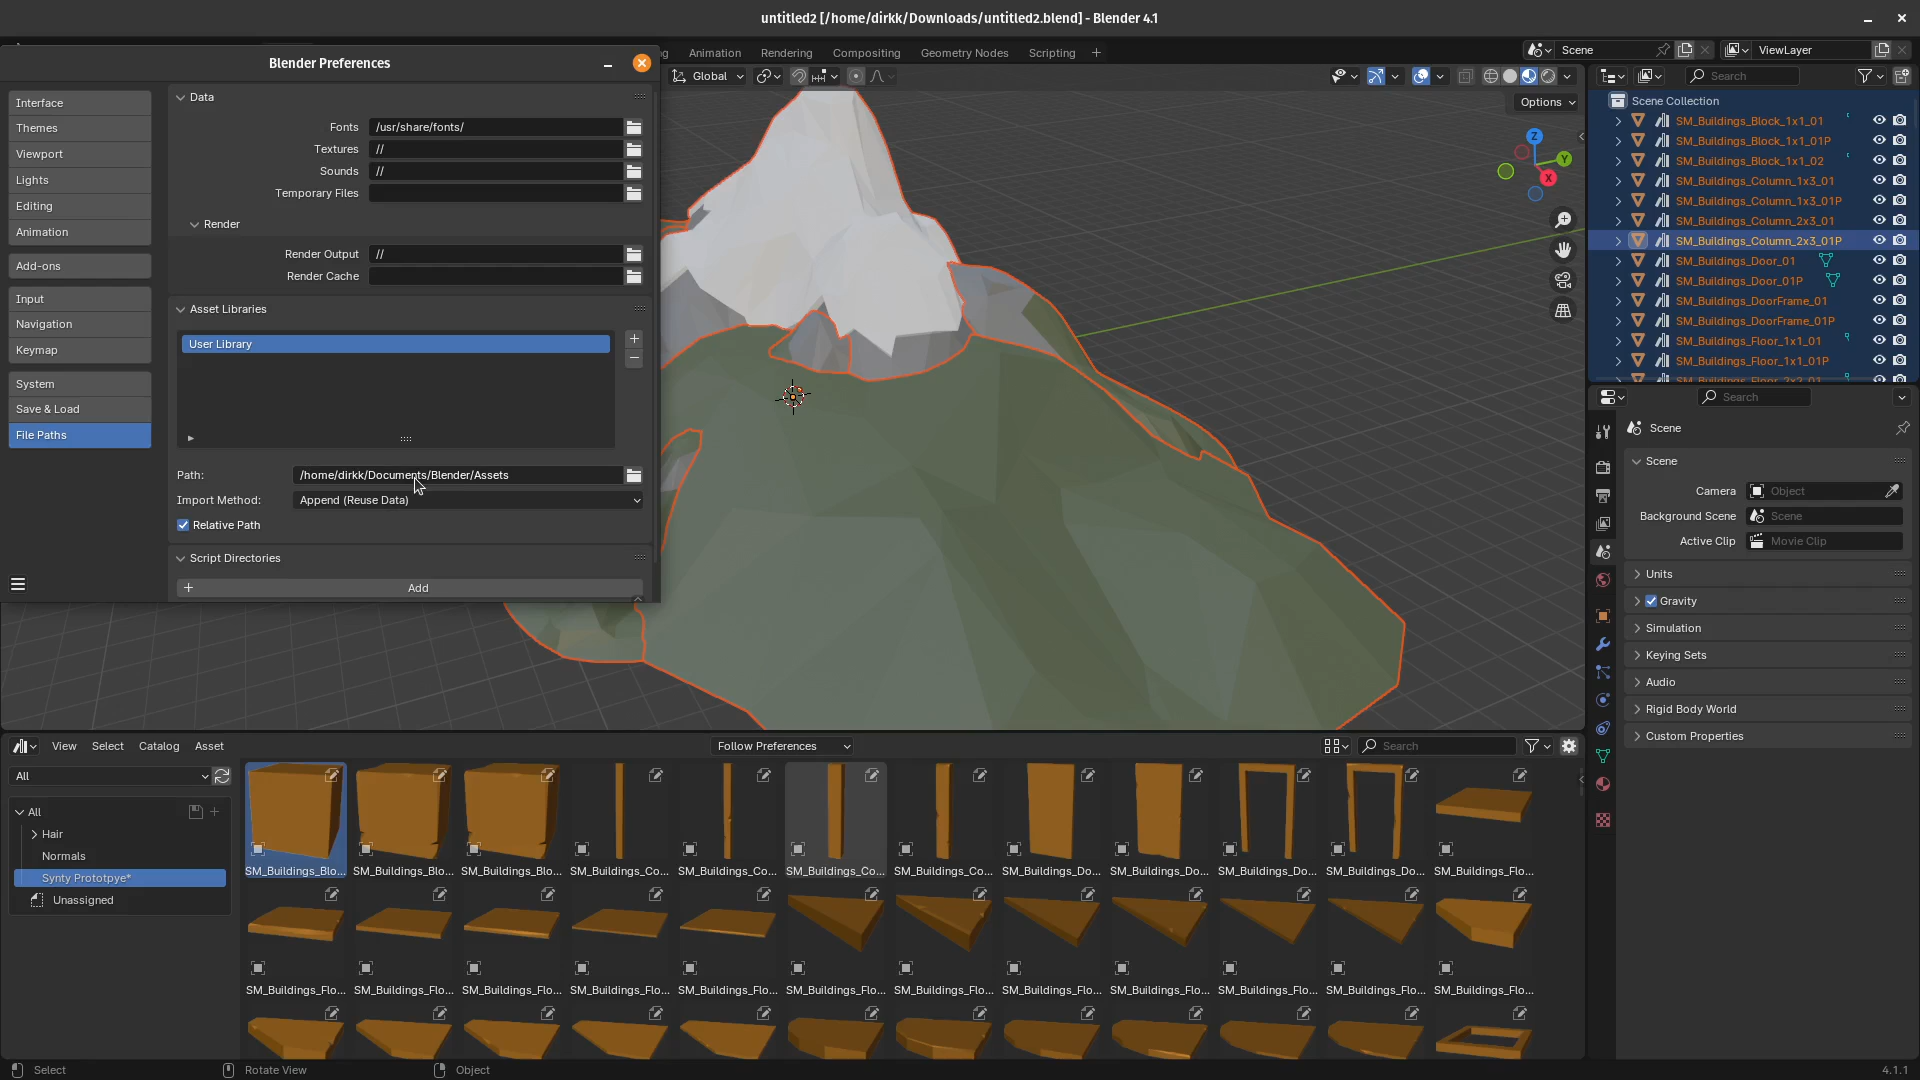 untitled2 [/home/dirkk/Downloads/untitled2.blend] - Blender 4.1
Animation Rendering Compositing Geometry Nodes Scripting +
Scene
ViewLayer
Global
Options
Z
Y
X
Blender Preferences
Interface
Themes
Viewport
Lights
Editing
Animation
Add-ons
Input
Navigation
Keymap
System
Save & Load
File Paths
Data
Fonts /usr/share/fonts/
Textures //
Sounds //
Temporary Files
Render
Render Output //
Render Cache
Asset Libraries
User Library
Path: /home/dirkk/Documents/Blender/Assets
Import Method: Append (Reuse Data)
Relative Path
Script Directories
Add
Search
Scene Collection
SM_Buildings_Block_1x1_01
SM_Buildings_Block_1x1_01P
SM_Buildings_Block_1x1_02
SM_Buildings_Column_1x3_01
SM_Buildings_Column_1x3_01P
SM_Buildings_Column_2x3_01
SM_Buildings_Column_2x3_01P
SM_Buildings_Door_01
SM_Buildings_Door_01P
SM_Buildings_DoorFrame_01
SM_Buildings_DoorFrame_01P
SM_Buildings_Floor_1x1_01
SM_Buildings_Floor_1x1_01P
Search
Scene
Scene
Camera Object
Background Scene Scene
Active Clip Movie Clip
Units
Gravity
Simulation
Keying Sets
Audio
Rigid Body World
Custom Properties
View Select Catalog Asset
Follow Preferences
Search
All
All
Hair
Normals
Synty Prototpye*
Unassigned
SM_Buildings_Blo... SM_Buildings_Blo... SM_Buildings_Blo... SM_Buildings_Co... SM_Buildings_Co... SM_Buildings_Co... SM_Buildings_Co... SM_Buildings_Do... SM_Buildings_Do... SM_Buildings_Do... SM_Buildings_Do... SM_Buildings_Flo...
SM_Buildings_Flo... SM_Buildings_Flo... SM_Buildings_Flo... SM_Buildings_Flo... SM_Buildings_Flo... SM_Buildings_Flo... SM_Buildings_Flo... SM_Buildings_Flo... SM_Buildings_Flo... SM_Buildings_Flo... SM_Buildings_Flo... SM_Buildings_Flo...
Select
Rotate View
Object
4.1.1